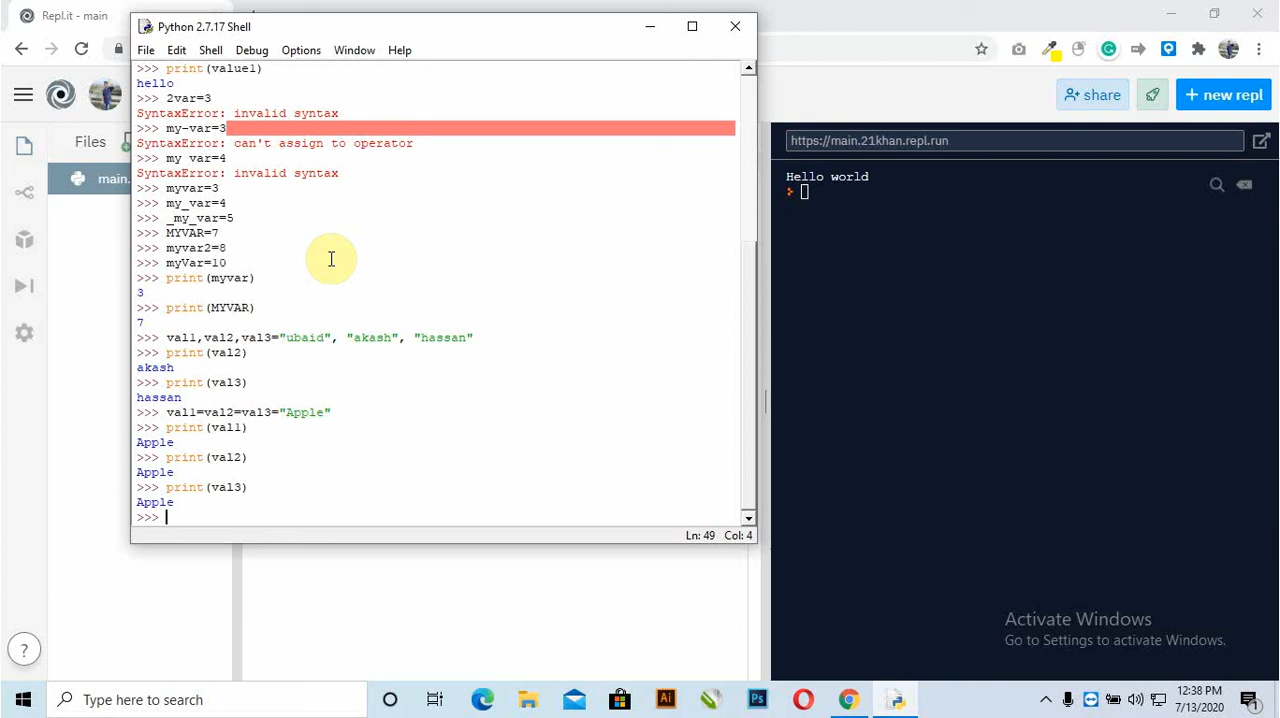 Repl.it - main
Python 2.7.17 Shell
File Edit Shell Debug Options Window Help
>>> print(value1)
hello
>>> 2var=3
SyntaxError: invalid syntax
>>> my-var=3
SyntaxError: can't assign to operator
>>> my var=4
SyntaxError: invalid syntax
>>> myvar=3
>>> my_var=4
>>> _my_var=5
>>> MYVAR=7
>>> myvar2=8
>>> myVar=10
>>> print(myvar)
3
>>> print(MYVAR)
7
>>> val1,val2,val3="ubaid", "akash", "hassan"
>>> print(val2)
akash
>>> print(val3)
hassan
>>> val1=val2=val3="Apple"
>>> print(val1)
Apple
>>> print(val2)
Apple
>>> print(val3)
Apple
>>>
Ln: 49 Col: 4
Files
main.
share
+ new repl
https://main.21khan.repl.run
Hello world
Activate Windows
Go to Settings to activate Windows.
?
Type here to search
Ai
Ps
12:38 PM
7/13/2020
1